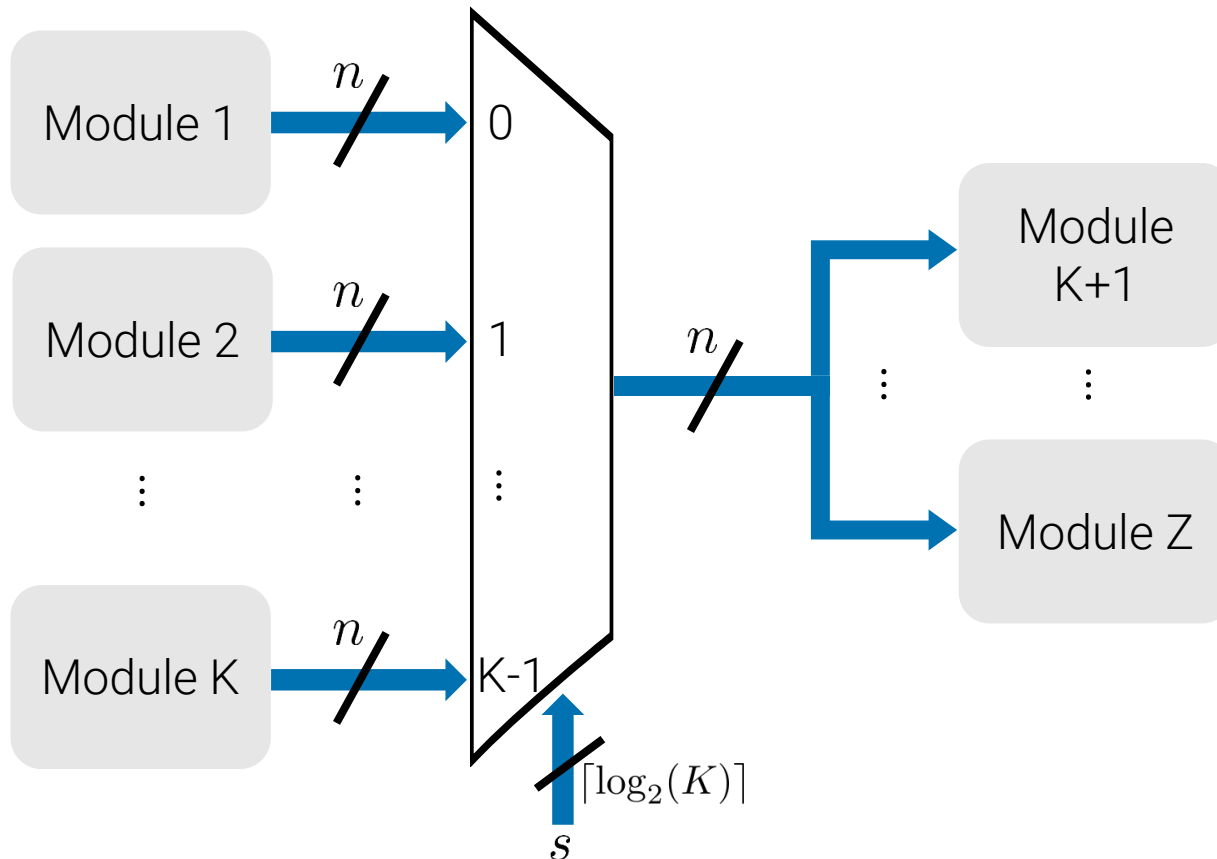 Module 1
n
0
Module 2
n
1
n
Module
K+1
⋮
⋮
⋮
⋮
⋮
Module Z
Module K
n
K-1
⌈log₂(K)⌉
s